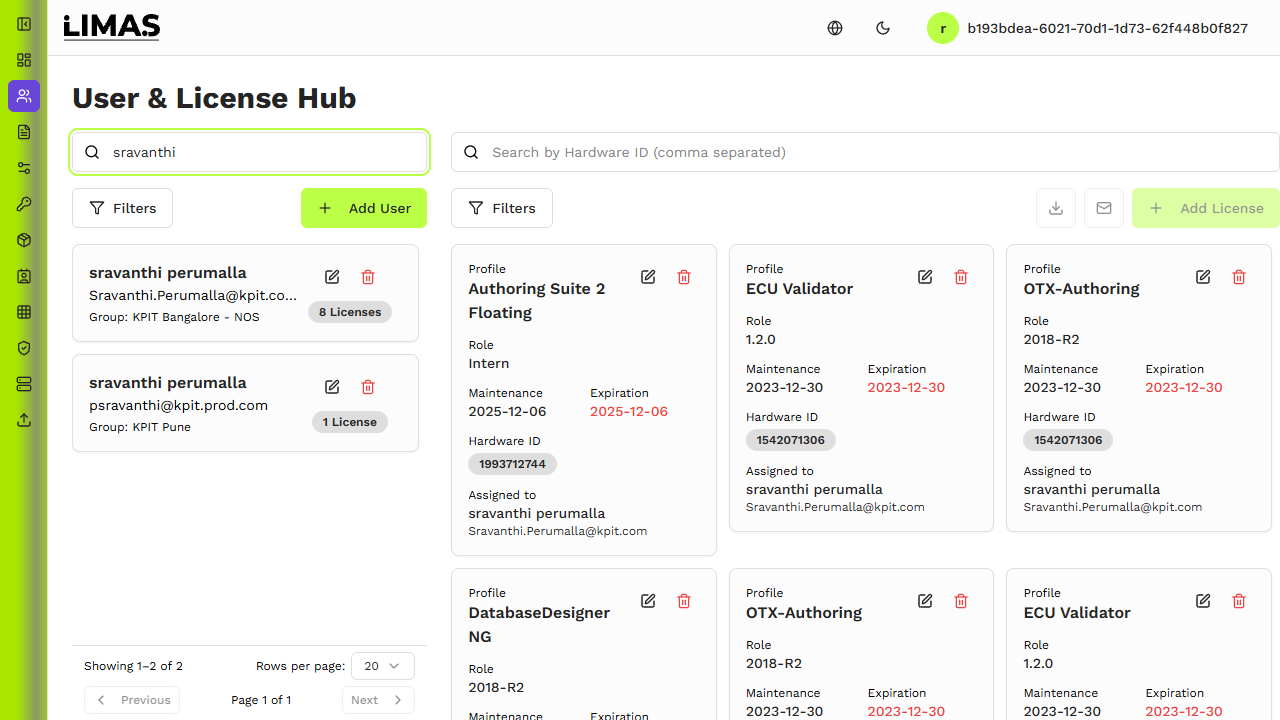 LIMAS
r
b193bdea-6021-70d1-1d73-62f448b0f827
User & License Hub
sravanthi
Search by Hardware ID (comma separated)
Filters
Add User
Filters
Add License
sravanthi perumalla
Sravanthi.Perumalla@kpit.co...
Group: KPIT Bangalore - NOS
8 Licenses
sravanthi perumalla
psravanthi@kpit.prod.com
Group: KPIT Pune
1 License
Showing 1–2 of 2
Rows per page:
20
Previous
Page 1 of 1
Next
Profile
Authoring Suite 2
Floating
Role
Intern
Maintenance
Expiration
2025-12-06
2025-12-06
Hardware ID
1993712744
Assigned to
sravanthi perumalla
Sravanthi.Perumalla@kpit.com
Profile
ECU Validator
Role
1.2.0
Maintenance
Expiration
2023-12-30
2023-12-30
Hardware ID
1542071306
Assigned to
sravanthi perumalla
Sravanthi.Perumalla@kpit.com
Profile
OTX-Authoring
Role
2018-R2
Maintenance
Expiration
2023-12-30
2023-12-30
Hardware ID
1542071306
Assigned to
sravanthi perumalla
Sravanthi.Perumalla@kpit.com
Profile
DatabaseDesigner
NG
Role
2018-R2
Maintenance
Expiration
Profile
OTX-Authoring
Role
2018-R2
Maintenance
Expiration
2023-12-30
2023-12-30
Profile
ECU Validator
Role
1.2.0
Maintenance
Expiration
2023-12-30
2023-12-30